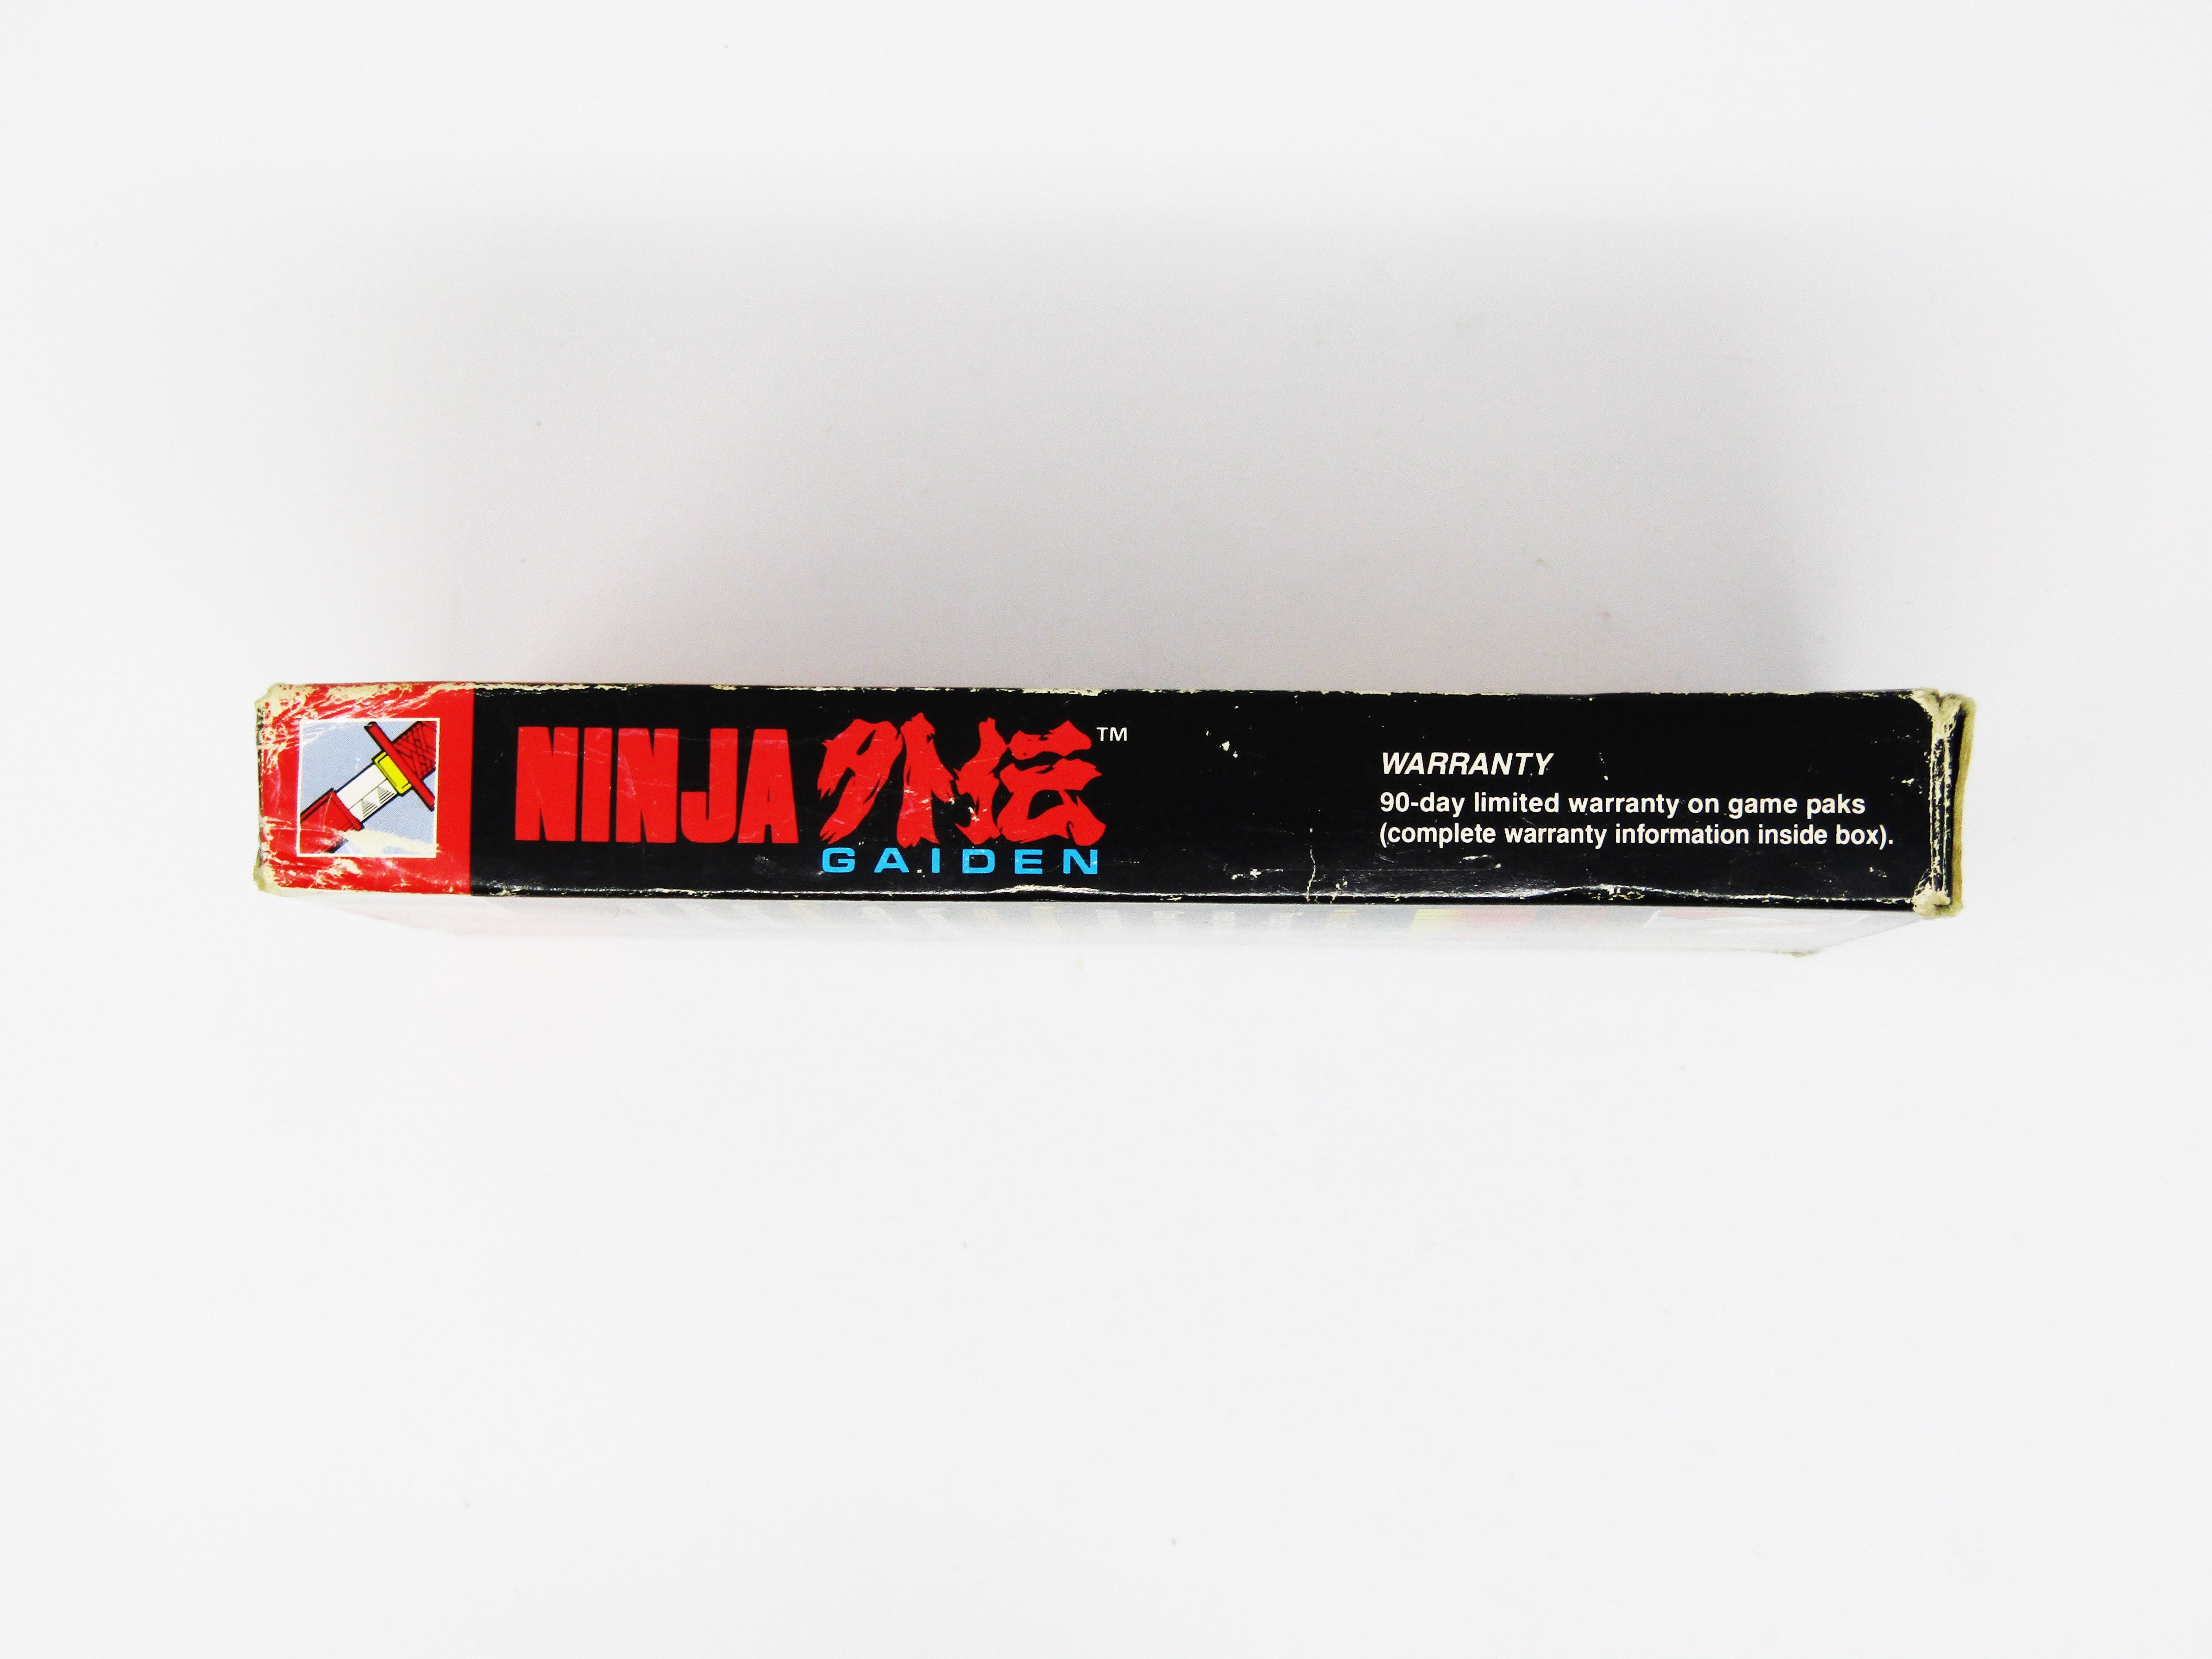 NINJA 外伝™
GAIDEN
WARRANTY
90-day limited warranty on game paks
(complete warranty information inside box).